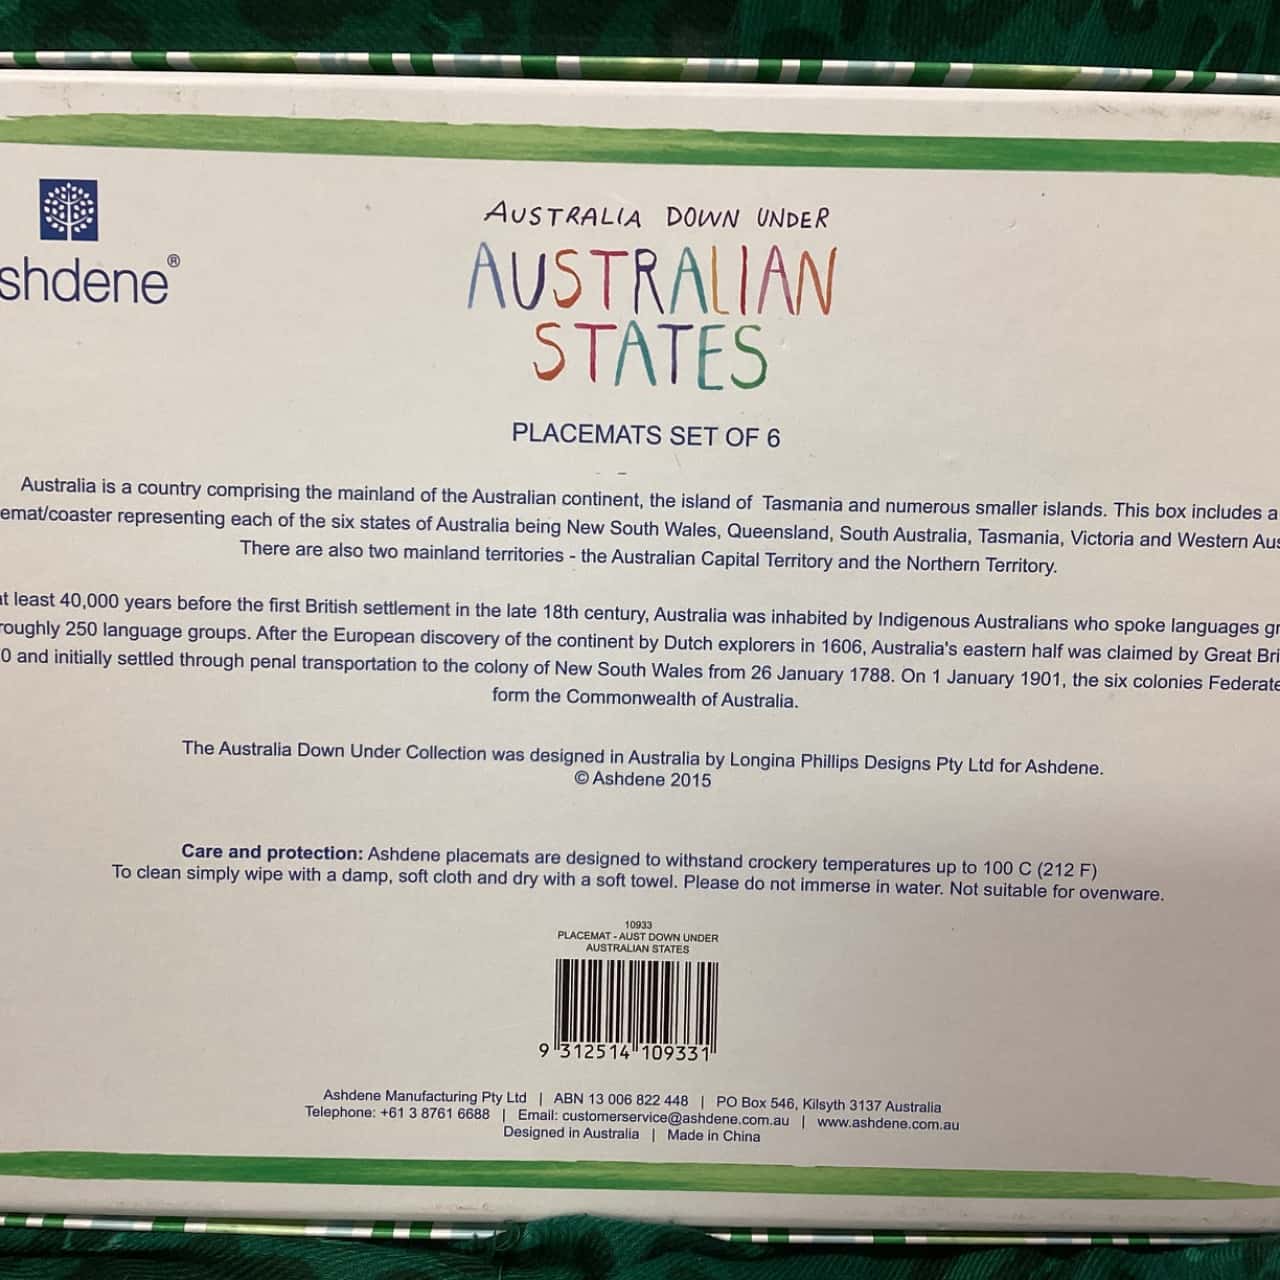 shdene®
AUSTRALIA DOWN UNDER
AUSTRALIAN
STATES
PLACEMATS SET OF 6
Australia is a country comprising the mainland of the Australian continent, the island of Tasmania and numerous smaller islands. This box includes a
emat/coaster representing each of the six states of Australia being New South Wales, Queensland, South Australia, Tasmania, Victoria and Western Aus
There are also two mainland territories - the Australian Capital Territory and the Northern Territory.
at least 40,000 years before the first British settlement in the late 18th century, Australia was inhabited by Indigenous Australians who spoke languages gr
roughly 250 language groups. After the European discovery of the continent by Dutch explorers in 1606, Australia's eastern half was claimed by Great Bri
0 and initially settled through penal transportation to the colony of New South Wales from 26 January 1788. On 1 January 1901, the six colonies Federate
form the Commonwealth of Australia.
The Australia Down Under Collection was designed in Australia by Longina Phillips Designs Pty Ltd for Ashdene.
© Ashdene 2015
Care and protection: Ashdene placemats are designed to withstand crockery temperatures up to 100 C (212 F)
To clean simply wipe with a damp, soft cloth and dry with a soft towel. Please do not immerse in water. Not suitable for ovenware.
10933
PLACEMAT - AUST DOWN UNDER
AUSTRALIAN STATES
9 312514 109331
Ashdene Manufacturing Pty Ltd | ABN 13 006 822 448 | PO Box 546, Kilsyth 3137 Australia
Telephone: +61 3 8761 6688 | Email: customerservice@ashdene.com.au | www.ashdene.com.au
Designed in Australia | Made in China